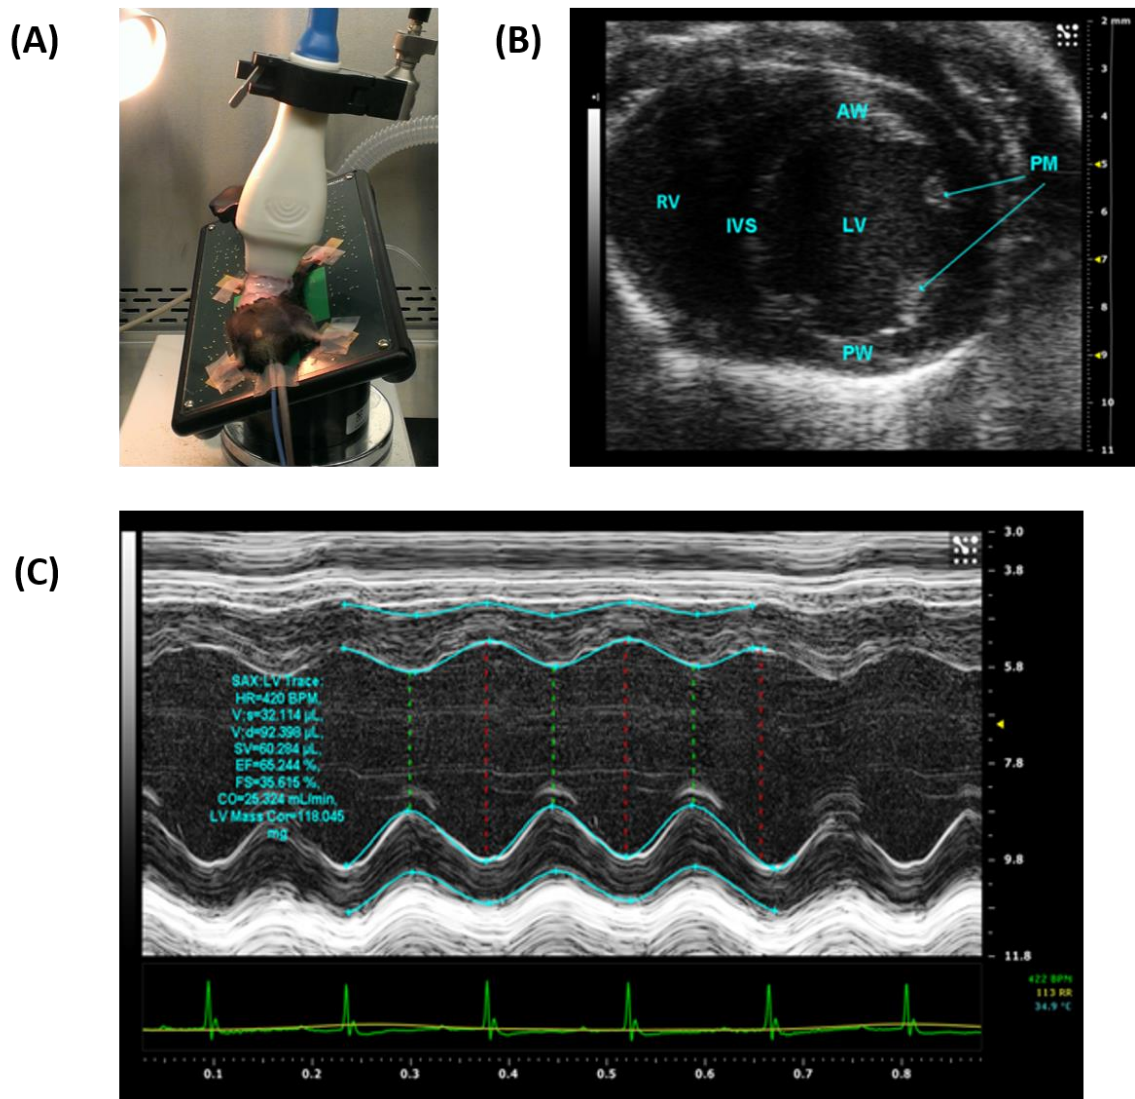 (A)
(B)
2 mm
3
AW
4
5
PM
RV
IVS
LV
6
7
8
PW
9
10
11
(C)
3.0
3.8
5.8
SAX:LV Trace:
HR=420 BPM,
V;s=32.114 µL,
V;d=92.398 µL,
SV=60.284 µL,
EF=65.244 %,
FS=35.615 %,
CO=25.324 mL/min,
LV Mass Cor=118.045
mg
7.8
9.8
11.8
422 BPM
113 RR
34.9 °C
0.1 0.2 0.3 0.4 0.5 0.6 0.7 0.8